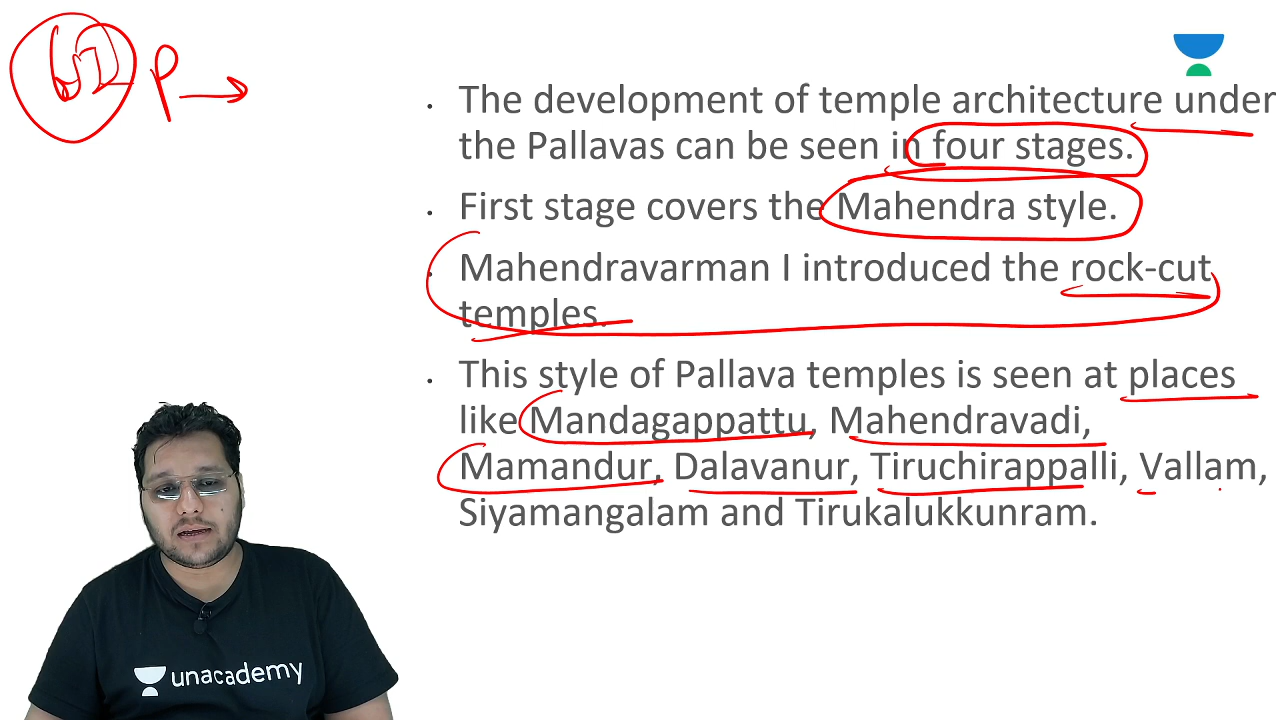 P →
• The development of temple architecture under
the Pallavas can be seen in four stages.
• First stage covers the Mahendra style.
• Mahendravarman I introduced the rock-cut
temples.
• This style of Pallava temples is seen at places
like Mandagappattu, Mahendravadi,
Mamandur, Dalavanur, Tiruchirappalli, Vallam,
Siyamangalam and Tirukalukkunram.
unacademy